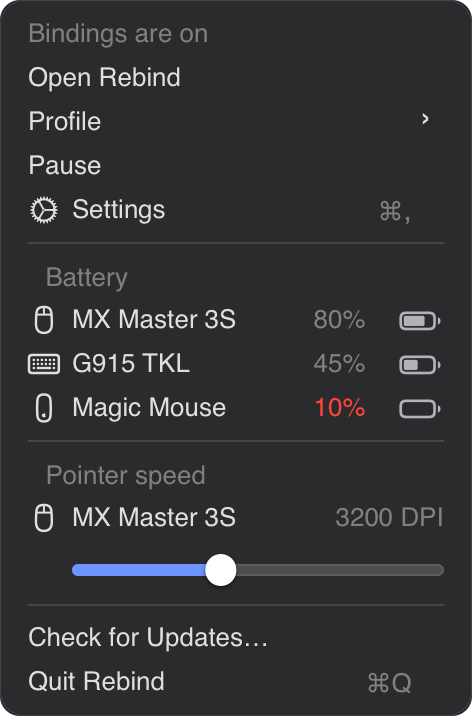 Bindings are on
Open Rebind
Profile ›
Pause
Settings ⌘,
Battery
MX Master 3S 80%
G915 TKL 45%
Magic Mouse 10%
Pointer speed
MX Master 3S 3200 DPI
Check for Updates…
Quit Rebind ⌘Q